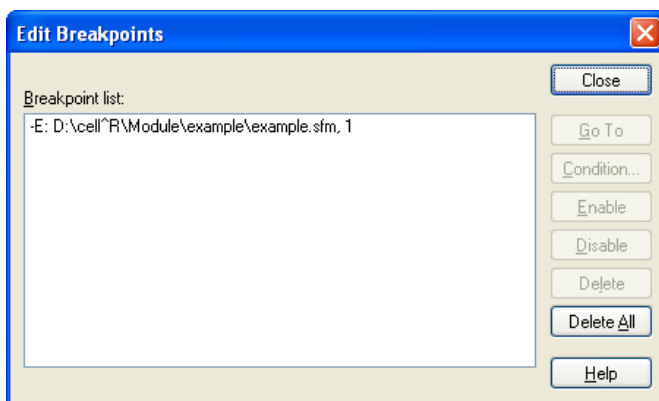 Edit Breakpoints
Close
Breakpoint list:
-E: D:\cell^R\Module\example\example.sfm, 1
Go To
Condition...
Enable
Disable
Delete
Delete All
Help